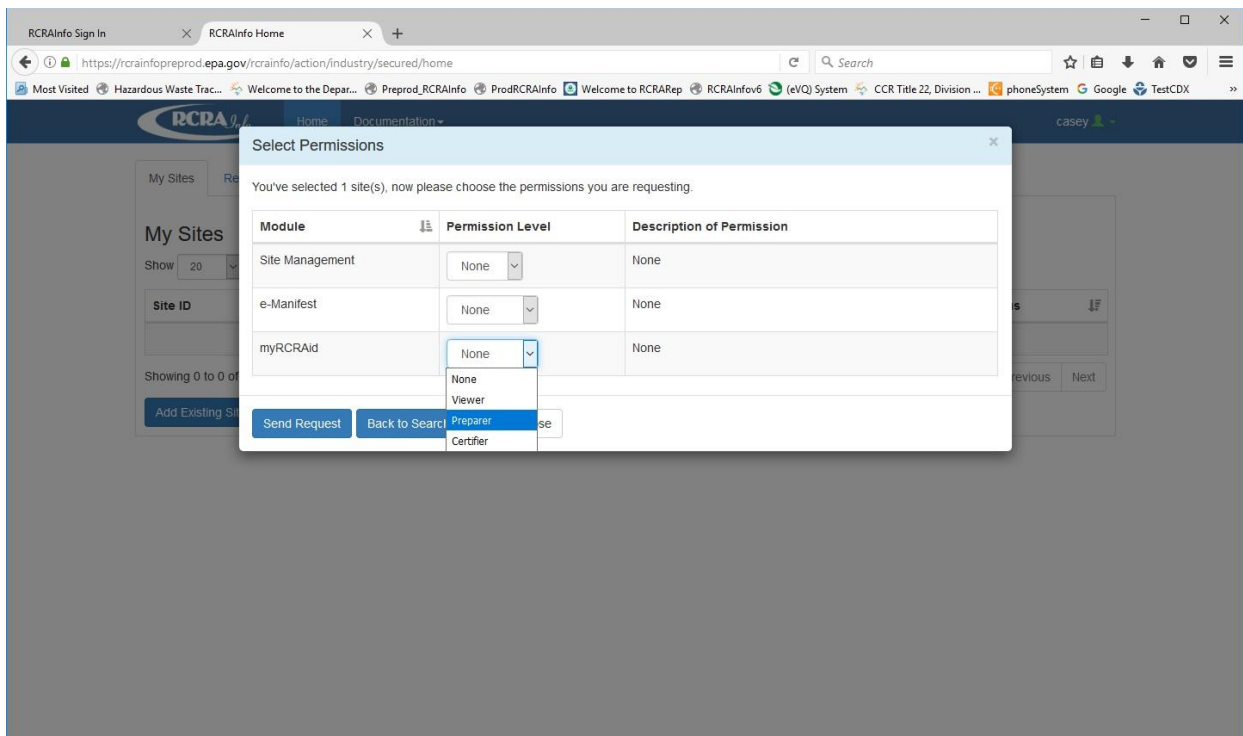 RCRAInfo Sign In
RCRAInfo Home
https://rcrainfopreprod.epa.gov/rcrainfo/action/industry/secured/home
Search
Most Visited Hazardous Waste Trac... Welcome to the Depar... Preprod_RCRAInfo ProdRCRAInfo Welcome to RCRARep RCRAInfov6 (eVQ) System CCR Title 22, Division ... phoneSystem Google TestCDX »
RCRAInfo Home Documentation casey
Select Permissions ×
My Sites Re
You've selected 1 site(s), now please choose the permissions you are requesting.
Module Permission Level Description of Permission
My Sites
Site Management None None
Show 20
e-Manifest None None
Site ID s
myRCRAid None None
Showing 0 to 0 of revious Next
None
Viewer
Add Existing Sit
Send Request Back to Search Preparer se
Certifier